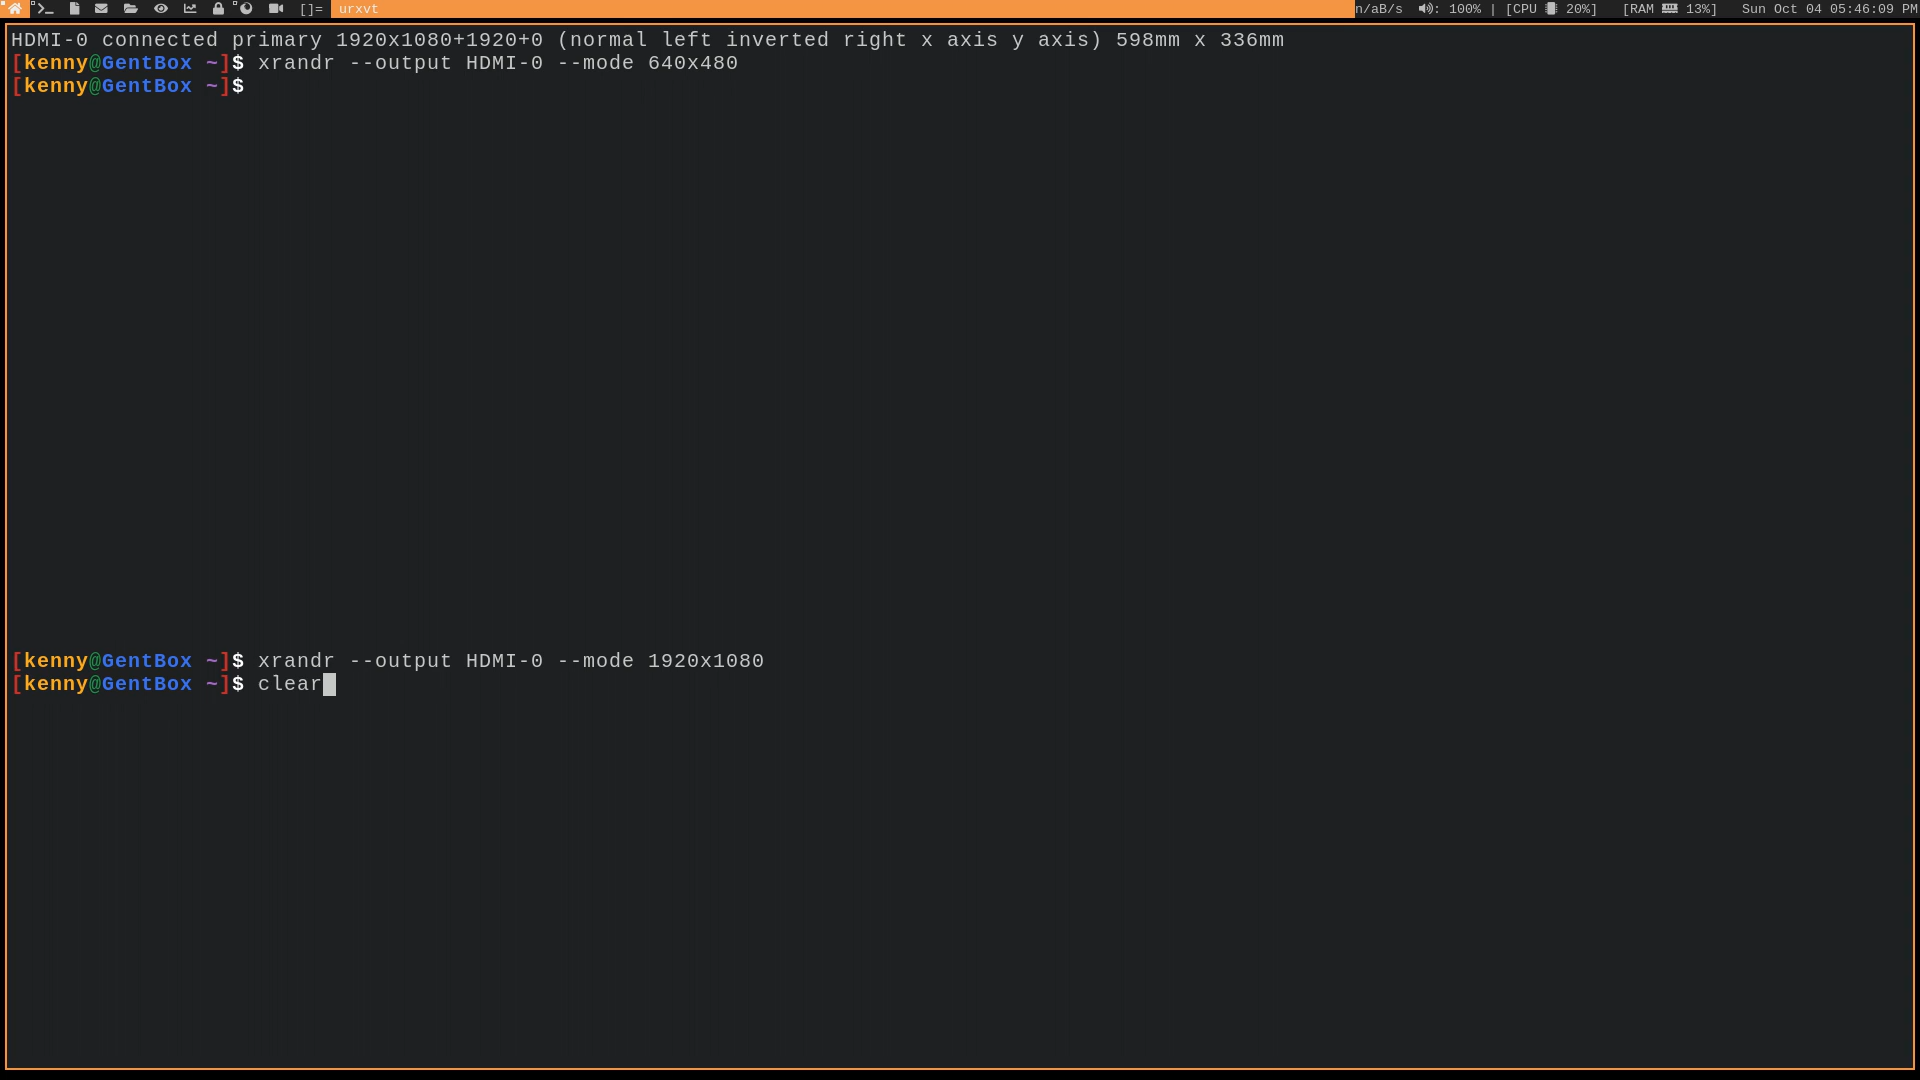 []= urxvt n/aB/s : 100% | [CPU 20%] [RAM 13%] Sun Oct 04 05:46:09 PM
HDMI-0 connected primary 1920x1080+1920+0 (normal left inverted right x axis y axis) 598mm x 336mm
[kenny@GentBox ~]$ xrandr --output HDMI-0 --mode 640x480
[kenny@GentBox ~]$
[kenny@GentBox ~]$ xrandr --output HDMI-0 --mode 1920x1080
[kenny@GentBox ~]$ clear